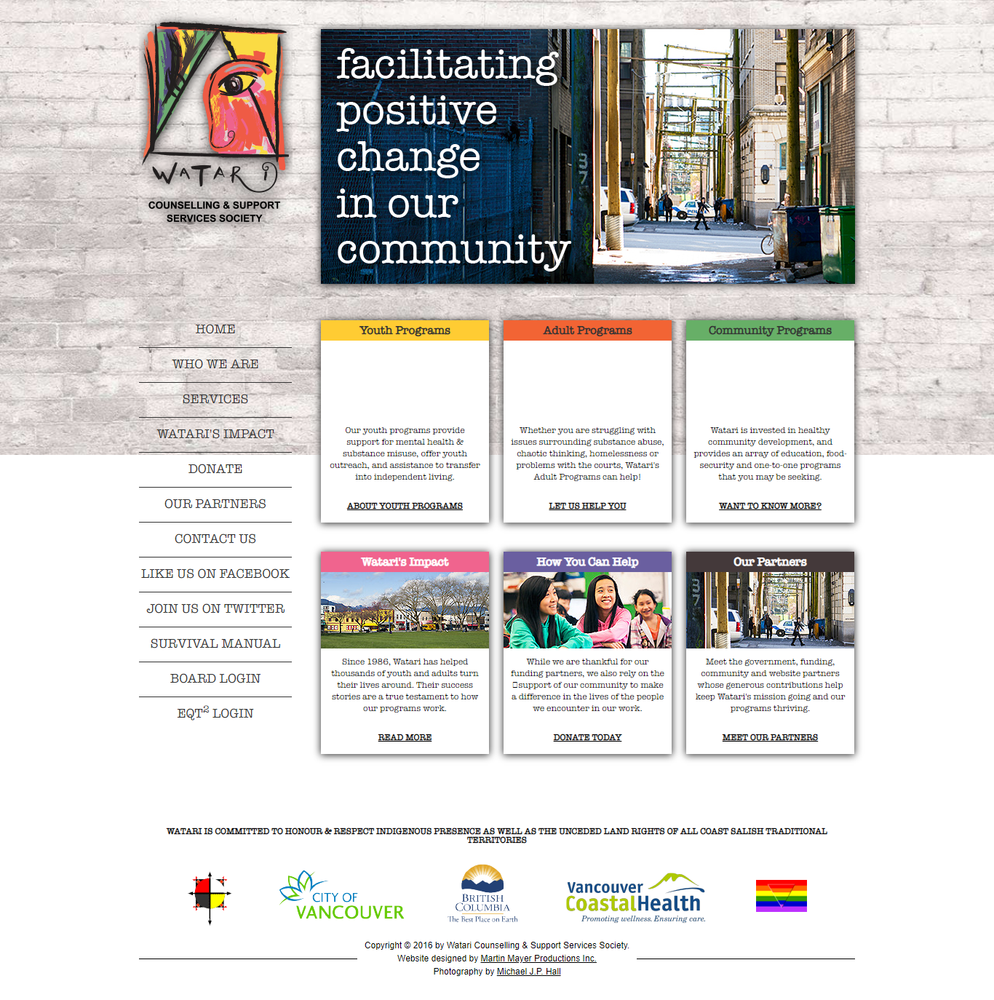 WATARI
COUNSELLING & SUPPORT
SERVICES SOCIETY
facilitating
positive
change
in our
community
HOME
WHO WE ARE
SERVICES
WATARI'S IMPACT
DONATE
OUR PARTNERS
CONTACT US
LIKE US ON FACEBOOK
JOIN US ON TWITTER
SURVIVAL MANUAL
BOARD LOGIN
EQT2 LOGIN
Youth Programs
Our youth programs provide
support for mental health &
substance misuse, offer youth
outreach, and assistance to transfer
into independent living.
ABOUT YOUTH PROGRAMS
Adult Programs
Whether you are struggling with
issues surrounding substance abuse,
chaotic thinking, homelessness or
problems with the courts, Watari's
Adult Programs can help!
LET US HELP YOU
Community Programs
Watari is invested in healthy
community development, and
provides an array of education, food-
security and one-to-one programs
that you may be seeking.
WANT TO KNOW MORE?
Watari's Impact
Since 1986, Watari has helped
thousands of youth and adults turn
their lives around. Their success
stories are a true testament to how
our programs work.
READ MORE
How You Can Help
While we are thankful for our
funding partners, we also rely on the
support of our community to make
a difference in the lives of the people
we encounter in our work.
DONATE TODAY
Our Partners
Meet the government, funding,
community and website partners
whose generous contributions help
keep Watari's mission going and our
programs thriving.
MEET OUR PARTNERS
WATARI IS COMMITTED TO HONOUR & RESPECT INDIGENOUS PRESENCE AS WELL AS THE UNCEDED LAND RIGHTS OF ALL COAST SALISH TRADITIONAL
TERRITORIES
CITY OF
VANCOUVER
BRITISH
COLUMBIA
The Best Place on Earth
Vancouver
CoastalHealth
Promoting wellness. Ensuring care.
Copyright © 2016 by Watari Counselling & Support Services Society.
Website designed by Martin Mayer Productions Inc.
Photography by Michael J.P. Hall